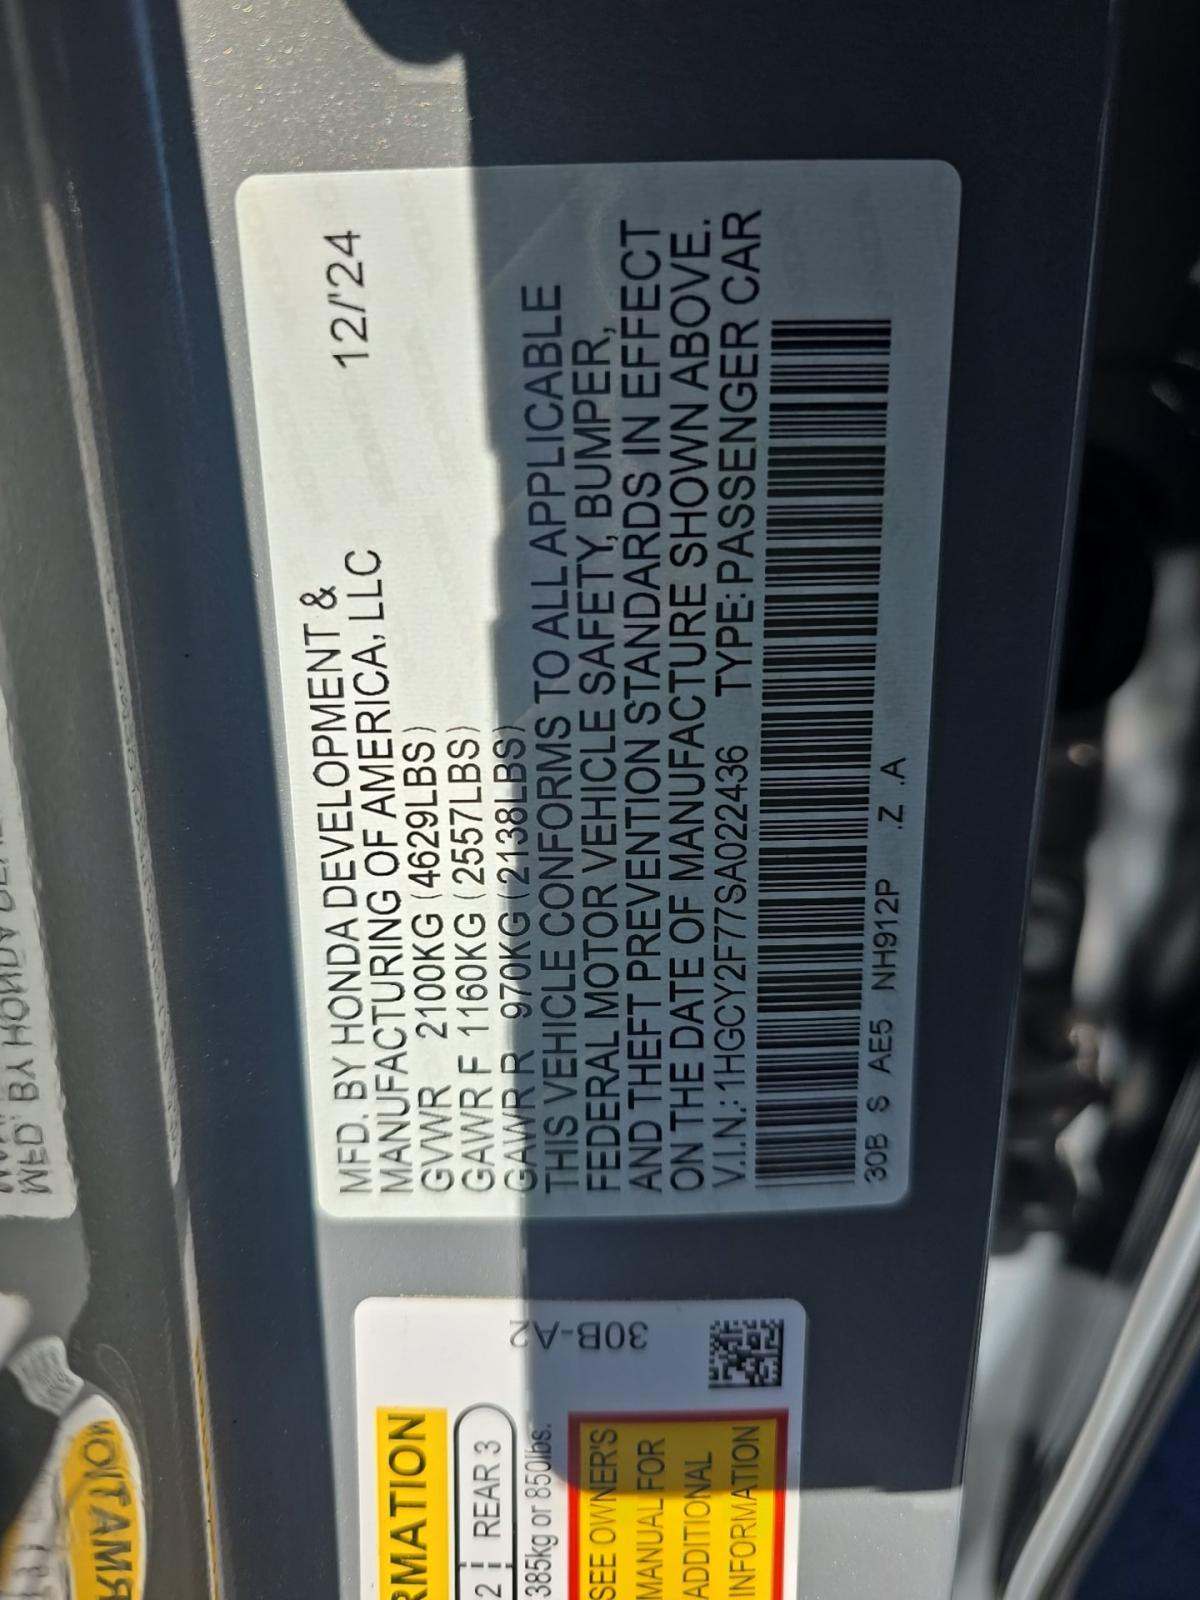 MFD. BY HONDA DEVELOPMENT &
MANUFACTURING OF AMERICA, LLC 12/'24
GVWR 2100KG (4629LBS)
GAWR F 1160KG (2557LBS)
GAWR R 970KG (2138LBS)
THIS VEHICLE CONFORMS TO ALL APPLICABLE
FEDERAL MOTOR VEHICLE SAFETY, BUMPER,
AND THEFT PREVENTION STANDARDS IN EFFECT
ON THE DATE OF MANUFACTURE SHOWN ABOVE.
V.I.N.: 1HGCY2F77SA022436 TYPE: PASSENGER CAR
30B S AE5 NH912P .Z .A
30B-A2
RMATION
2 REAR 3
385kg or 850lbs.
SEE OWNER'S
MANUAL FOR
ADDITIONAL
INFORMATION